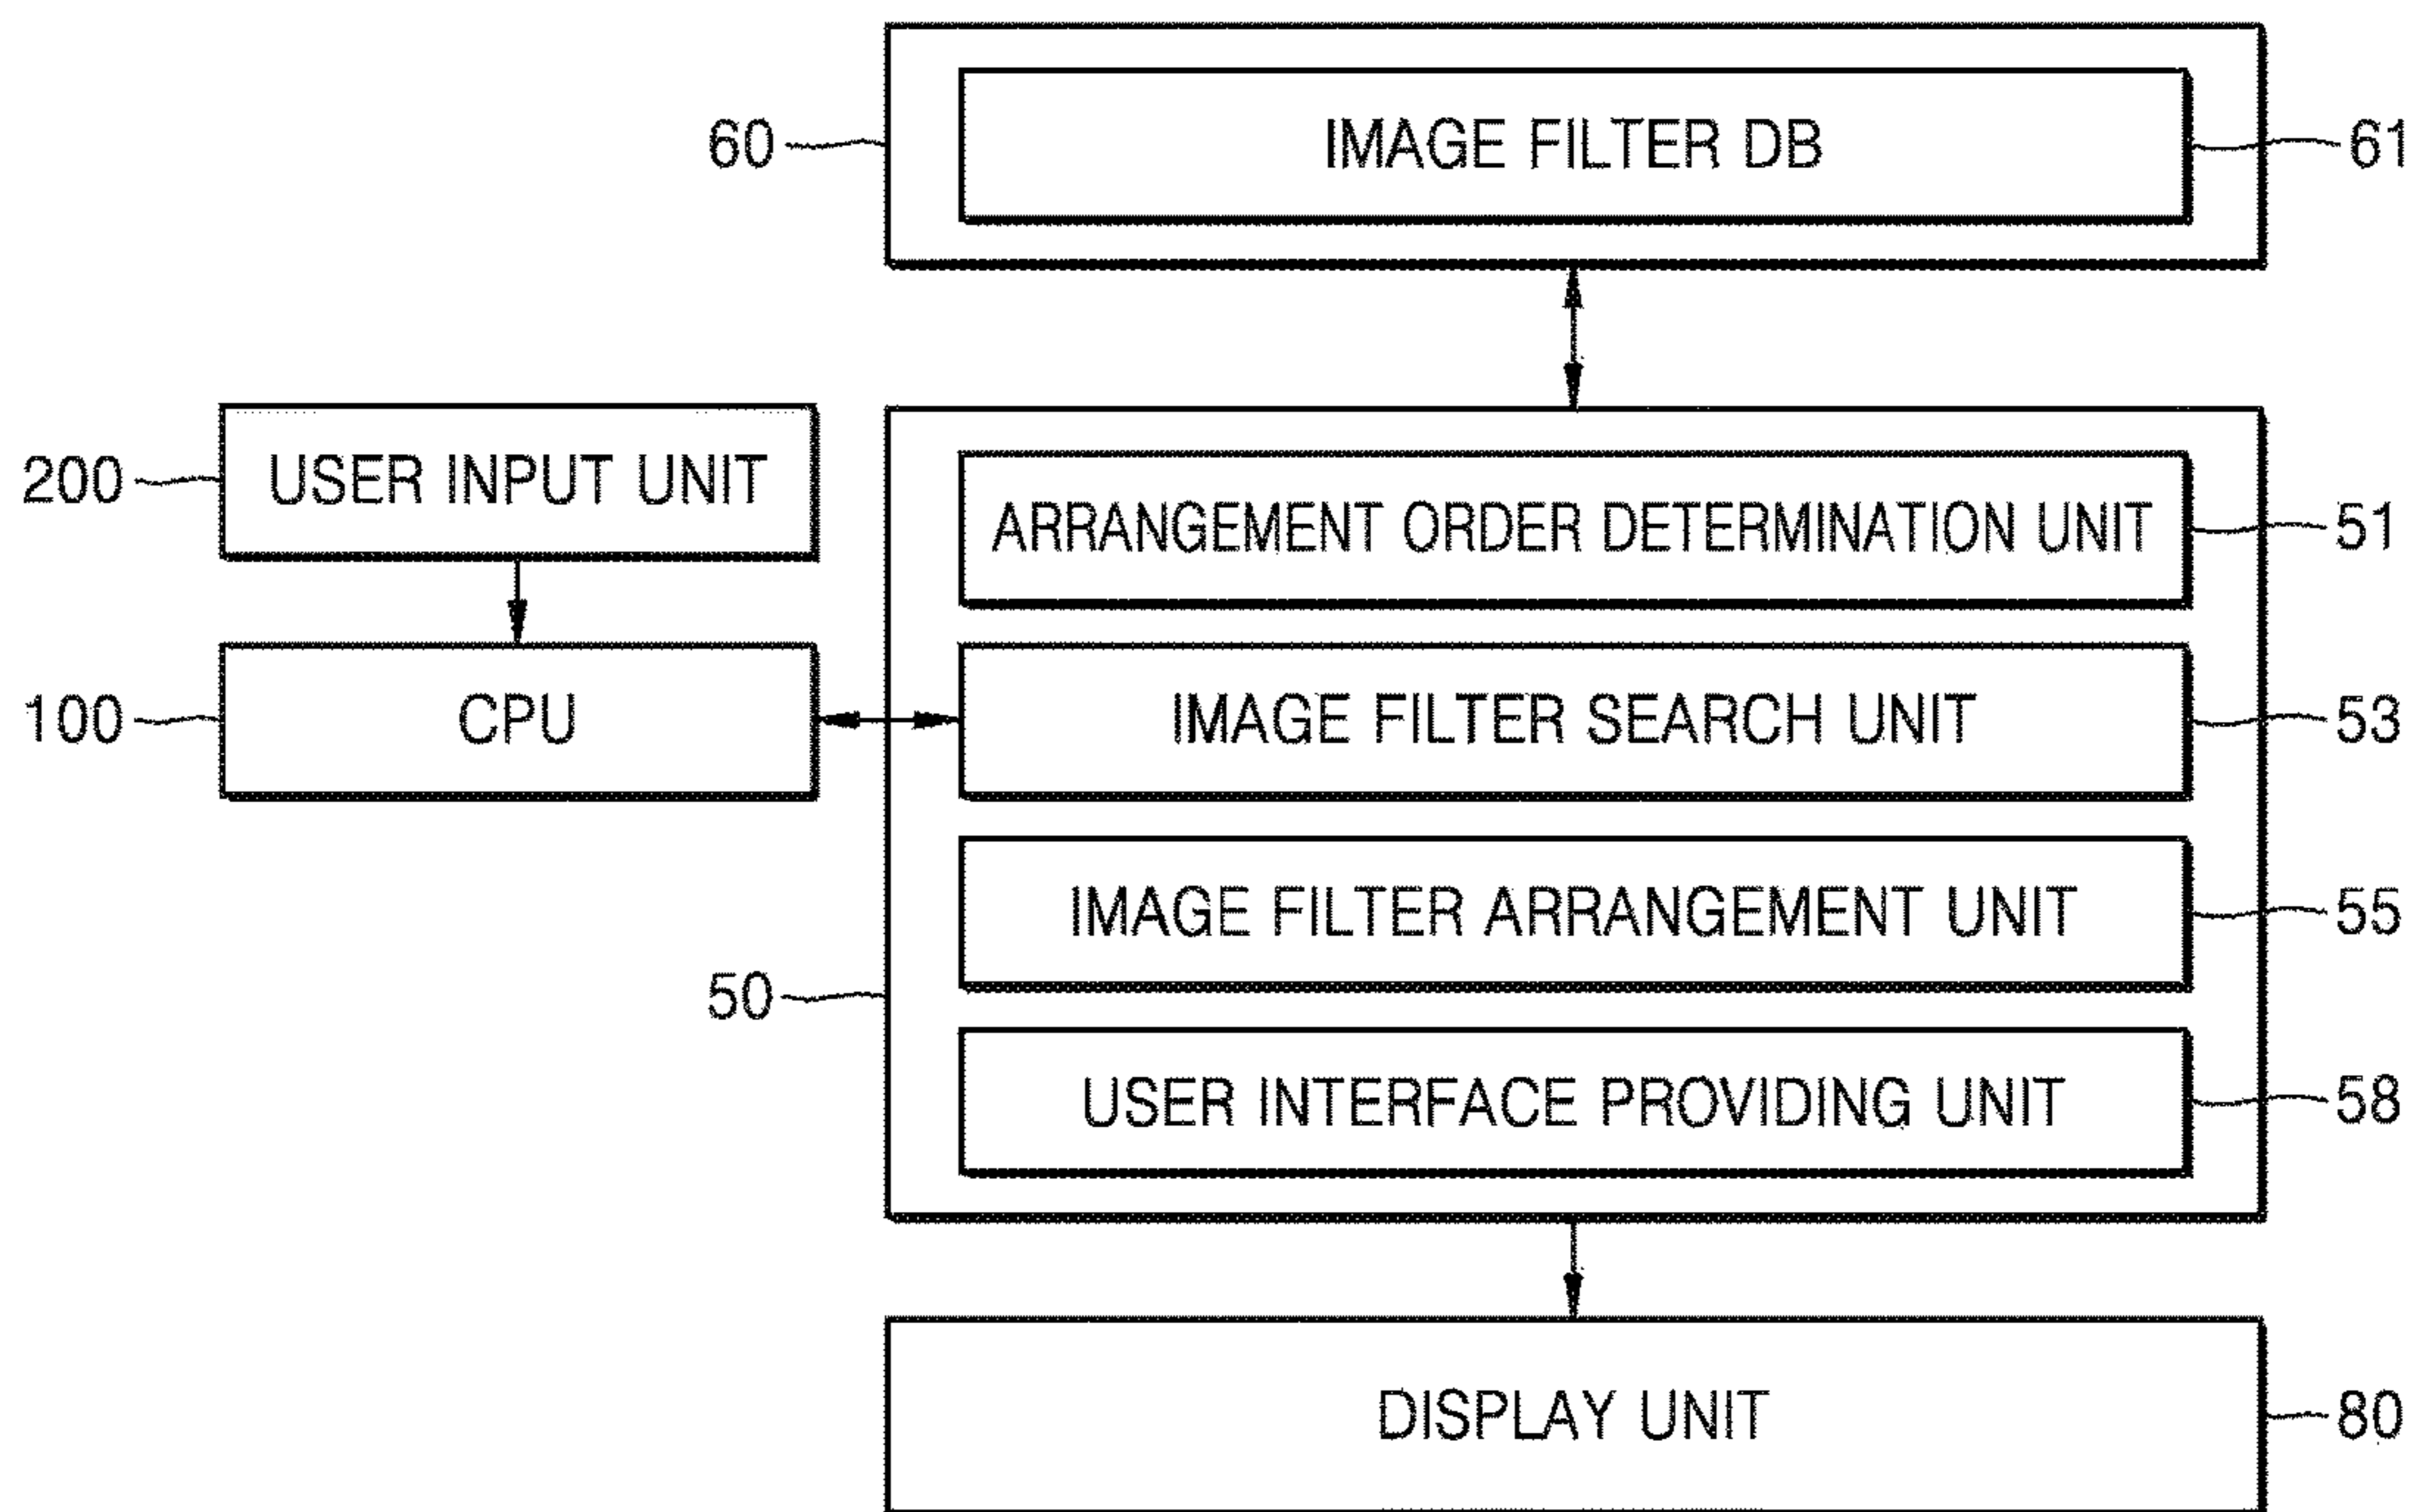 60
IMAGE FILTER DB
61
200
USER INPUT UNIT
ARRANGEMENT ORDER DETERMINATION UNIT
51
100
CPU
IMAGE FILTER SEARCH UNIT
53
IMAGE FILTER ARRANGEMENT UNIT
55
50
USER INTERFACE PROVIDING UNIT
58
DISPLAY UNIT
80